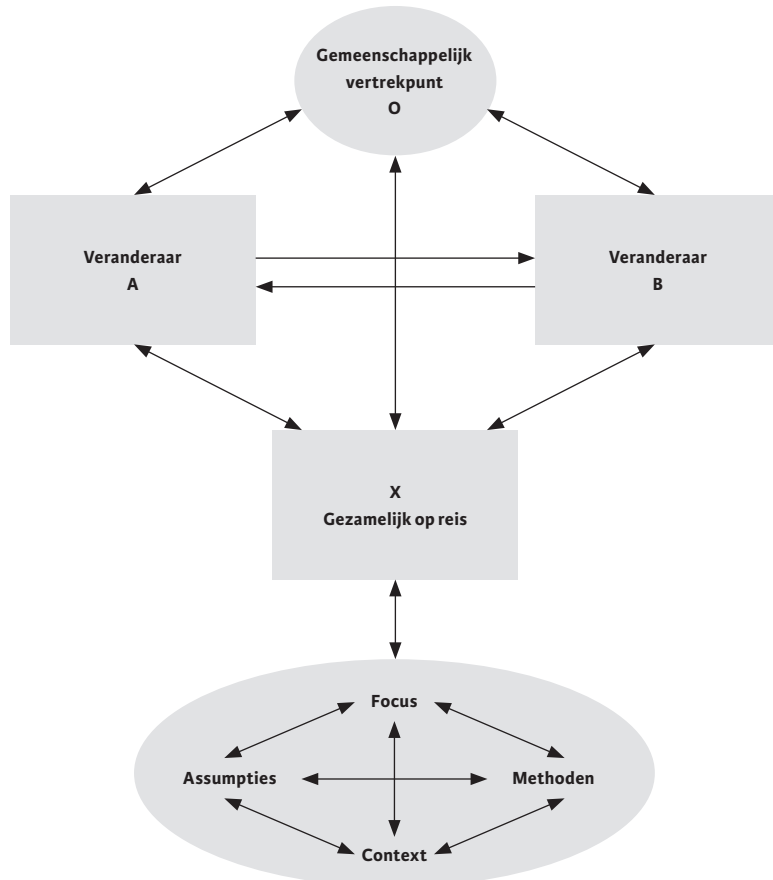 Gemeenschappelijk
vertrekpunt
O
Veranderaar
A
Veranderaar
B
X
Gezamelijk op reis
Focus
Assumpties
Methoden
Context